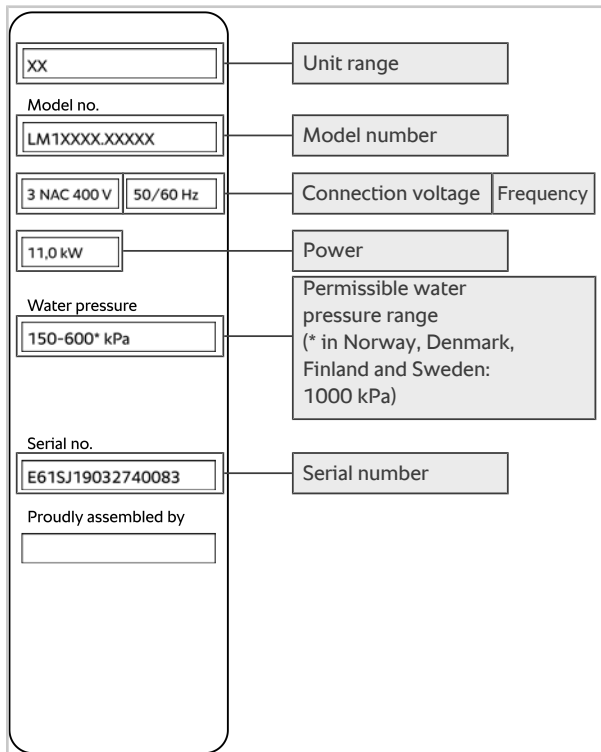 XX
Unit range
Model no.
LM1XXXX.XXXXX
Model number
3 NAC 400 V 50/60 Hz
Connection voltage Frequency
11,0 kW
Power
Water pressure
150-600* kPa
Permissible water
pressure range
(* in Norway, Denmark,
Finland and Sweden:
1000 kPa)
Serial no.
E61SJ19032740083
Serial number
Proudly assembled by